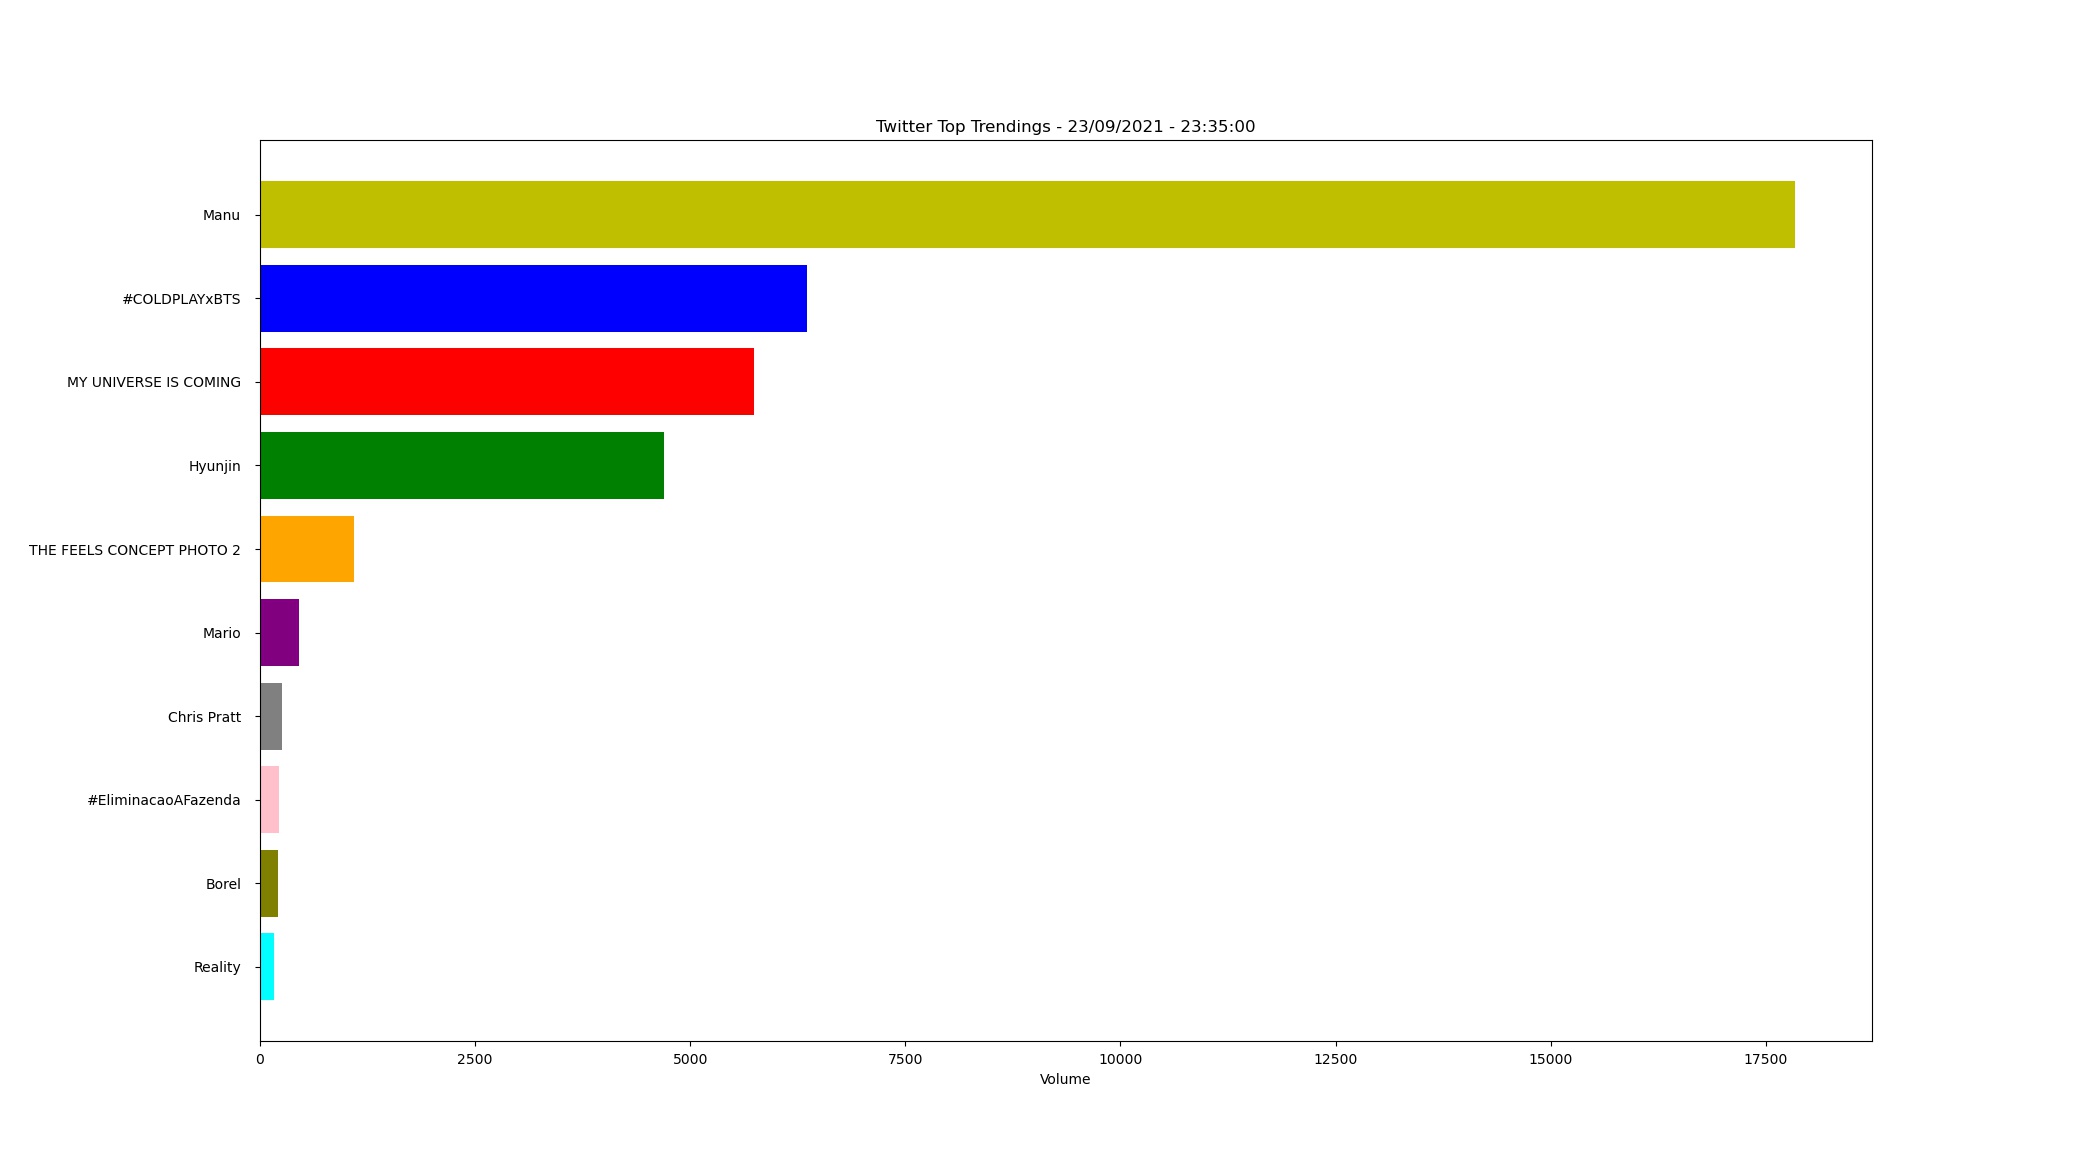 Twitter Top Trendings - 23/09/2021 - 23:35:00
Manu
#COLDPLAYxBTS
MY UNIVERSE IS COMING
Hyunjin
THE FEELS CONCEPT PHOTO 2
Mario
Chris Pratt
#EliminacaoAFazenda
Borel
Reality
0 2500 5000 7500 10000 12500 15000 17500
Volume